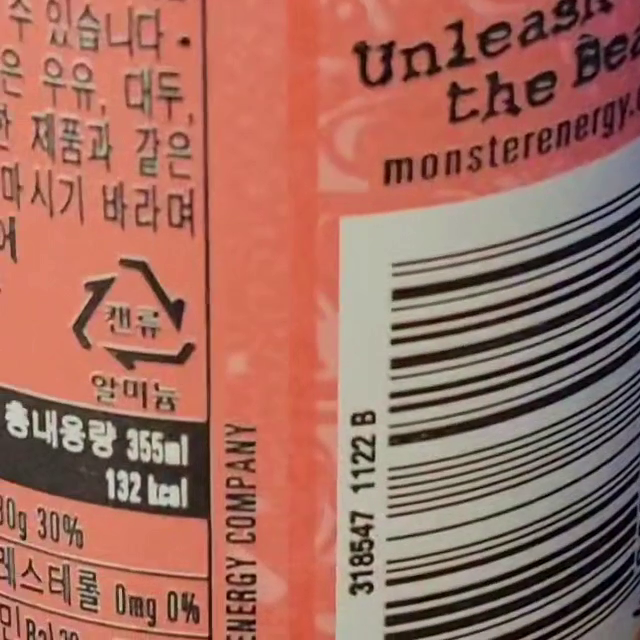 수 있습니다.
은 우유, 대두,
한 제품과 같은
마시기 바라며
캔류
알미늄
총내용량 355ml
132 kcal
30g 30%
레스테롤 0mg 0%
ENERGY COMPANY
Unleash
the Bea
monsterenergy.
318547 1122 B